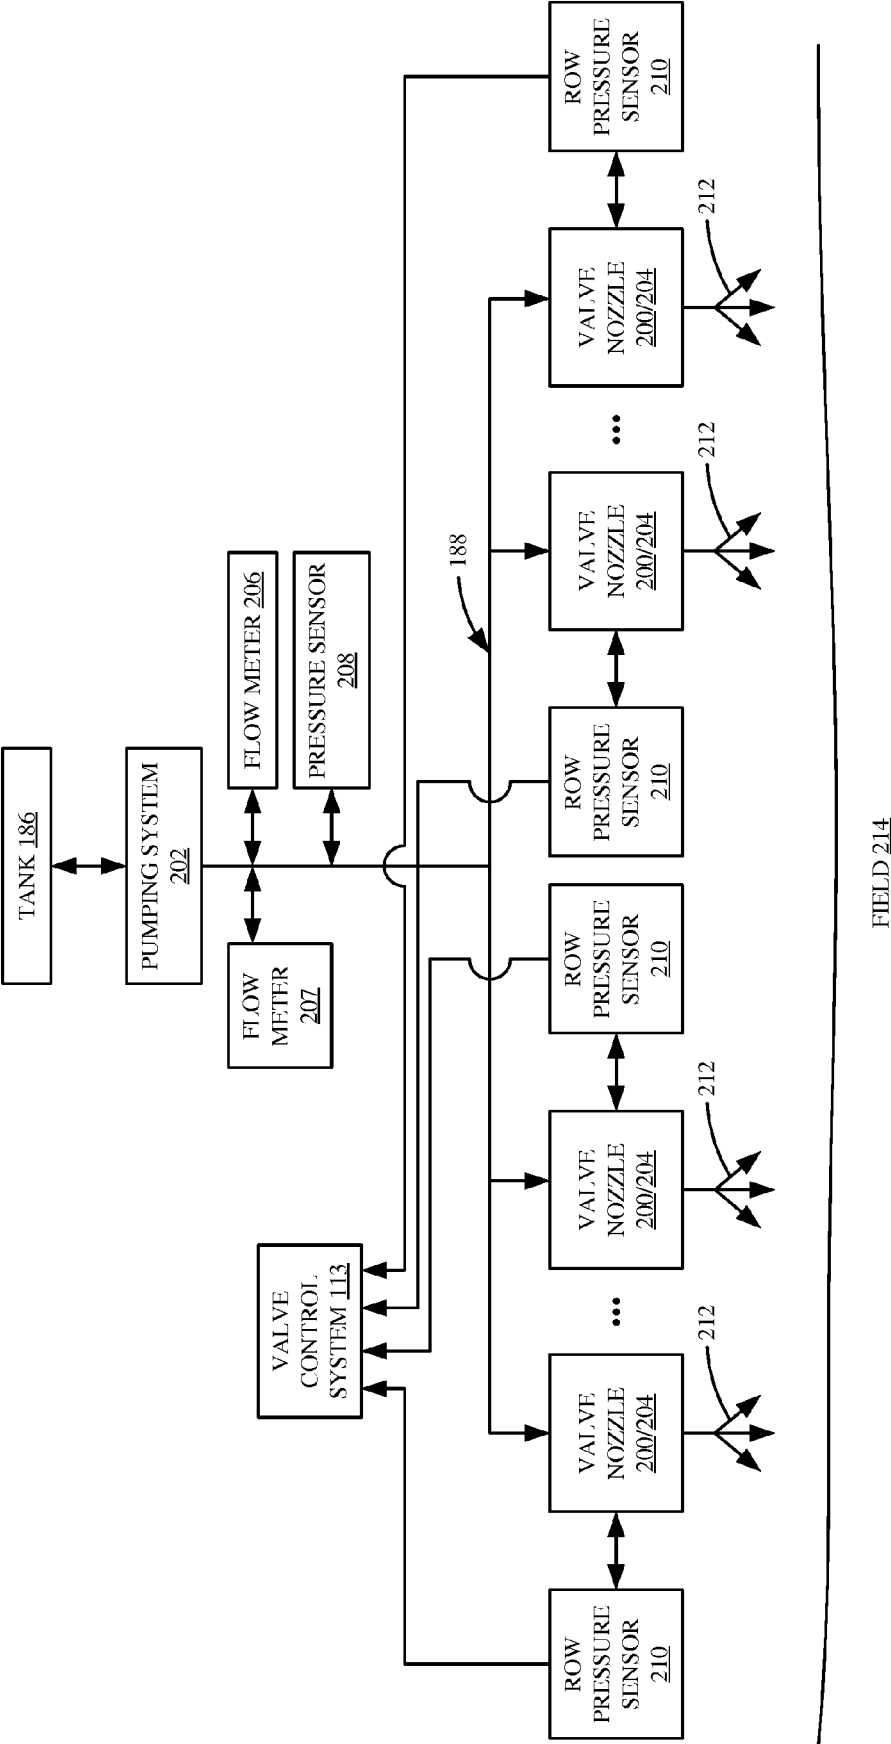 TANK 186
PUMPING SYSTEM
202
FLOW
METER
207
FLOW METER 206
PRESSURE SENSOR
208
VALVE
CONTROL
SYSTEM 113
188
ROW
PRESSURE
SENSOR
210
VALVE
NOZZLE
200/204
...
VALVE
NOZZLE
200/204
ROW
PRESSURE
SENSOR
210
ROW
PRESSURE
SENSOR
210
VALVE
NOZZLE
200/204
...
VALVE
NOZZLE
200/204
ROW
PRESSURE
SENSOR
210
212
212
212
212
FIELD 214